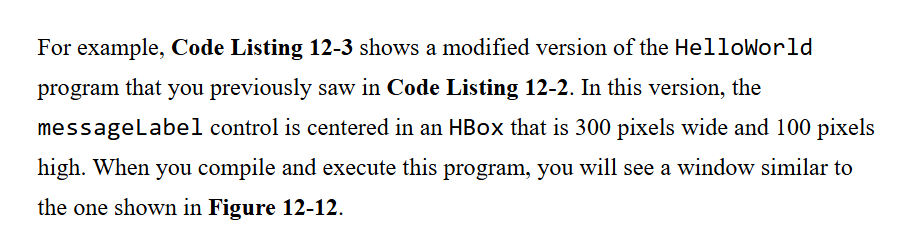 For example, Code Listing 12-3 shows a modified version of the HelloWorld
program that you previously saw in Code Listing 12-2. In this version, the
messageLabel control is centered in an HBox that is 300 pixels wide and 100 pixels
high. When you compile and execute this program, you will see a window similar to
the one shown in Figure 12-12.